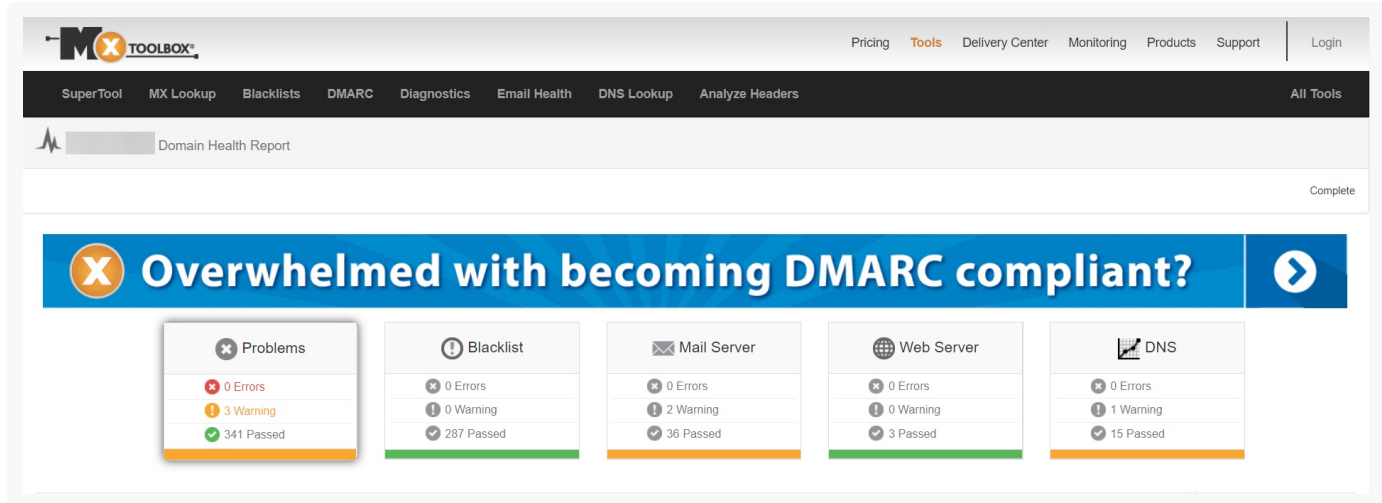 MX TOOLBOX®
Pricing Tools Delivery Center Monitoring Products Support Login
SuperTool MX Lookup Blacklists DMARC Diagnostics Email Health DNS Lookup Analyze Headers All Tools
Domain Health Report
Complete
X Overwhelmed with becoming DMARC compliant?
Problems
0 Errors
3 Warning
341 Passed
Blacklist
0 Errors
0 Warning
287 Passed
Mail Server
0 Errors
2 Warning
36 Passed
Web Server
0 Errors
0 Warning
3 Passed
DNS
0 Errors
1 Warning
15 Passed